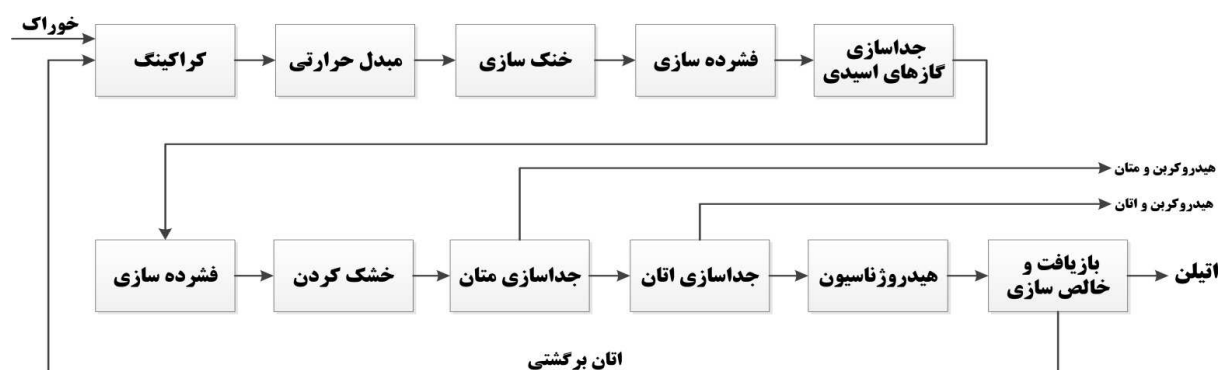 خوراک
کراکینگ
مبدل حرارتی
خنک سازی
فشرده سازی
جداسازی
گازهای اسیدی
هیدروکربن و متان
هیدروکربن و اتان
فشرده سازی
خشک کردن
جداسازی متان
جداسازی اتان
هیدروژناسیون
بازیافت و
خالص سازی
اتیلن
اتان برگشتی